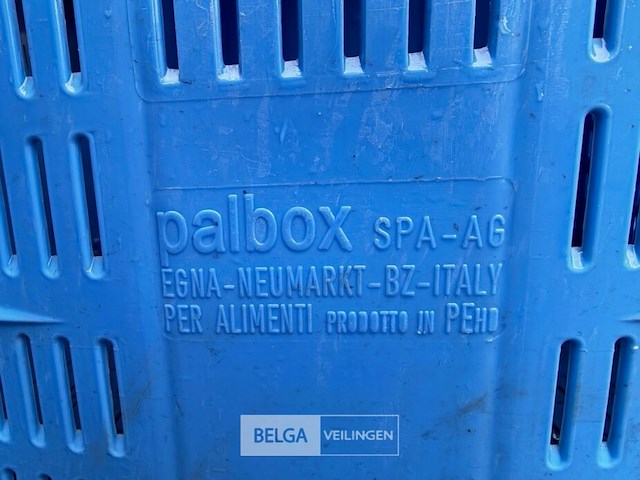 palbox SPA-AG
EGNA-NEUMARKT-BZ-ITALY
PER ALIMENTI PRODOTTO IN PEHD
BELGA VEILINGEN